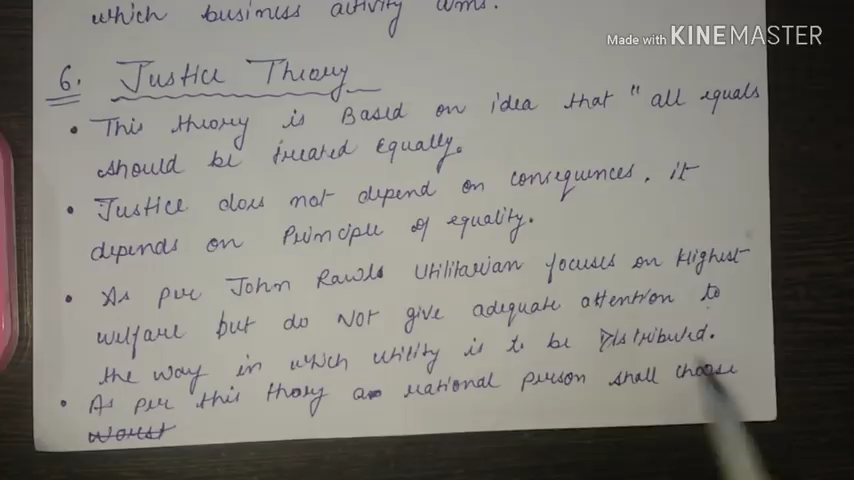 which business activity aims.
Made with KINEMASTER
6. Justice Theory
• This theory is Based on idea that " all equals
should be treated Equally.
• Justice does not depend on consequences. it
depends on Principle of equality.
• As per John Rawls Utilitarian focuses on Highest
welfare but do Not give adequate attention to
the way in which utility is to be Distributed.
• As per this theory a rational person shall choose
worst